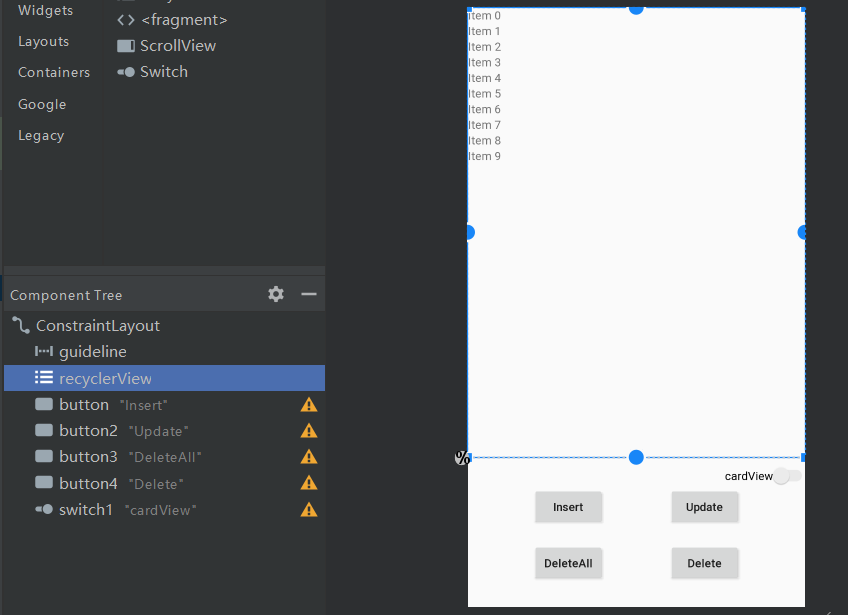 Widgets
<fragment>
Layouts
ScrollView
Containers
Switch
Google
Legacy
Component Tree
ConstraintLayout
guideline
recyclerView
button "Insert"
button2 "Update"
button3 "DeleteAll"
button4 "Delete"
switch1 "cardView"
Item 0
Item 1
Item 2
Item 3
Item 4
Item 5
Item 6
Item 7
Item 8
Item 9
%
cardView
Insert Update
DeleteAll Delete